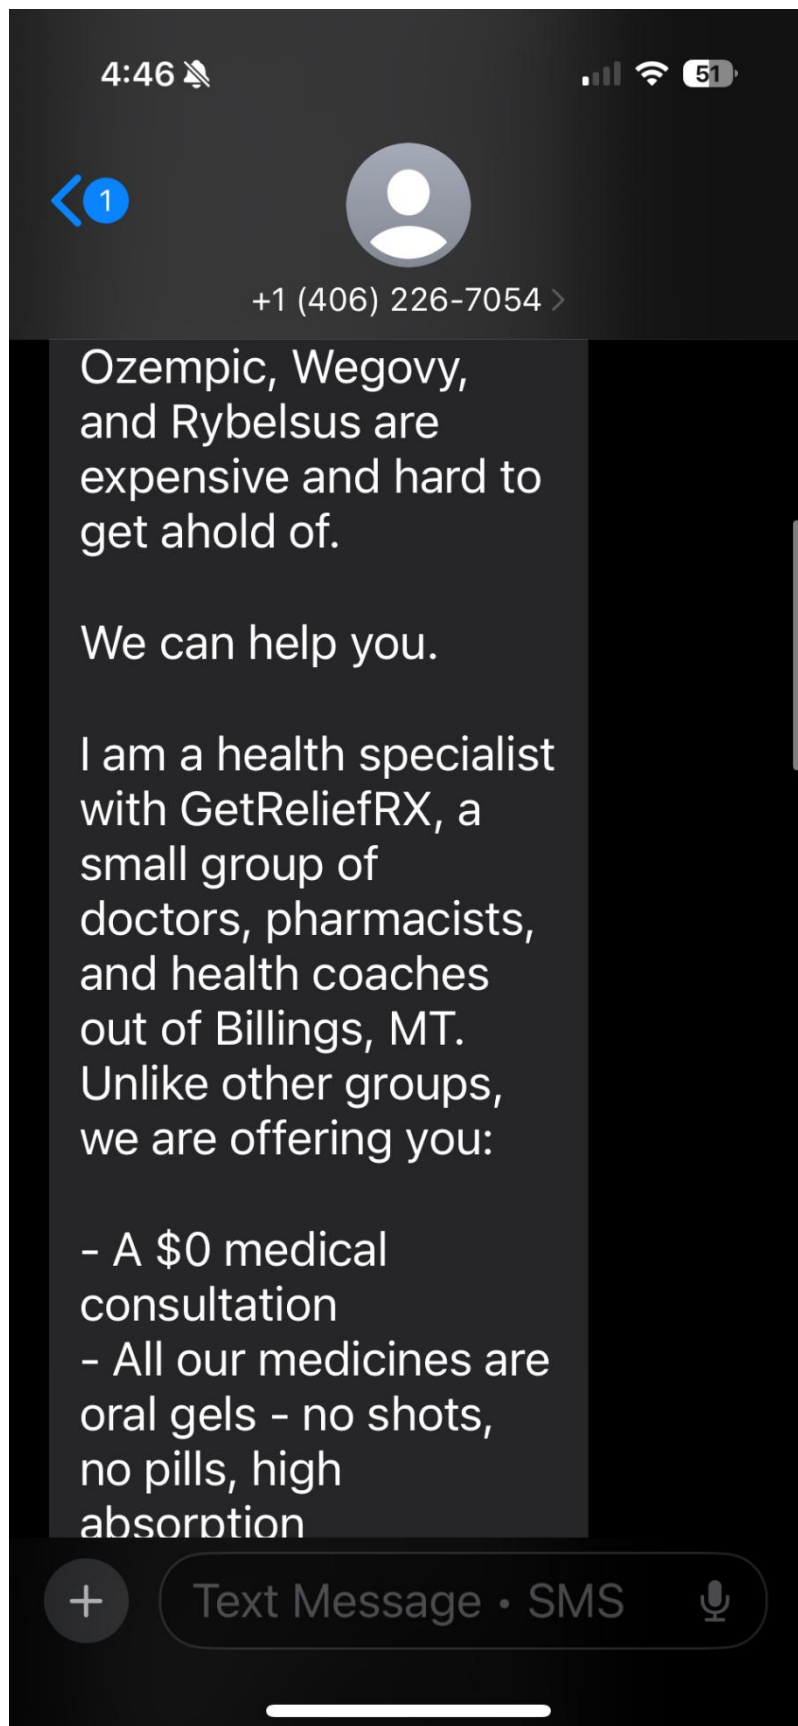 4:46
51
1
+1 (406) 226-7054
Ozempic, Wegovy,
and Rybelsus are
expensive and hard to
get ahold of.
We can help you.
I am a health specialist
with GetReliefRX, a
small group of
doctors, pharmacists,
and health coaches
out of Billings, MT.
Unlike other groups,
we are offering you:
- A $0 medical
consultation
- All our medicines are
oral gels - no shots,
no pills, high
absorption
Text Message • SMS